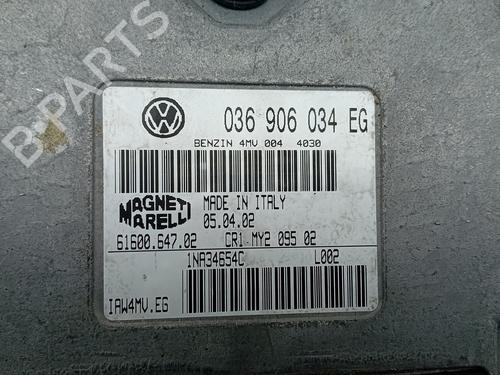 B-PARTS
036 906 034 EG
BENZIN 4MV 004 4030
MAGNETI MARELLI
MADE IN ITALY
05.04.02
61600.647.02 CR1-MY2 095 02
1NA34654C L002
IAW4MV.EG